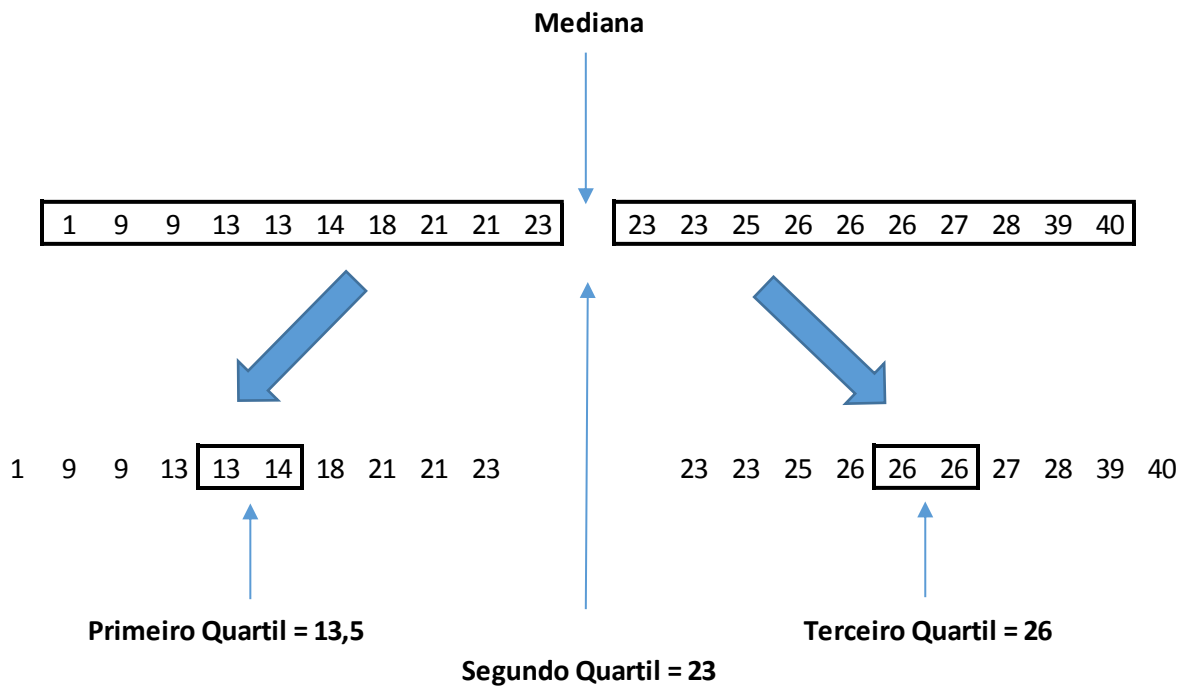 Mediana
1 9 9 13 13 14 18 21 21 23 23 23 25 26 26 26 27 28 39 40
1 9 9 13 13 14 18 21 21 23 23 23 25 26 26 26 27 28 39 40
Primeiro Quartil = 13,5 Terceiro Quartil = 26
Segundo Quartil = 23